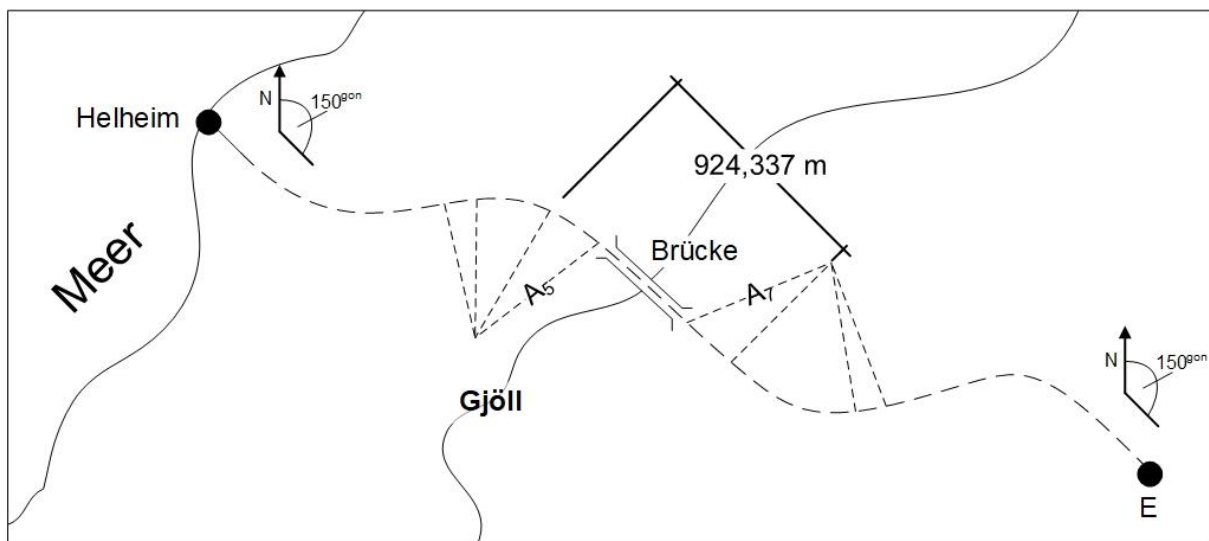 Helheim
N
150gon
924,337 m
Meer
Brücke
A5
A7
Gjöll
N
150gon
E